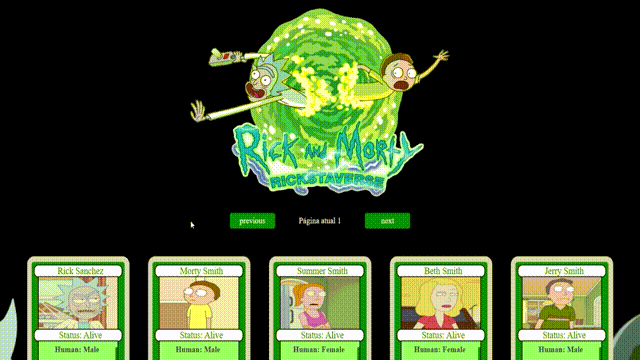 Rick and Morty
RICKSTAVERSE
previous
Página atual 1
next
Rick Sanchez
Morty Smith
Summer Smith
Beth Smith
Jerry Smith
Status: Alive
Status: Alive
Status: Alive
Status: Alive
Status: Alive
Human: Male
Human: Male
Human: Female
Human: Female
Human: Male